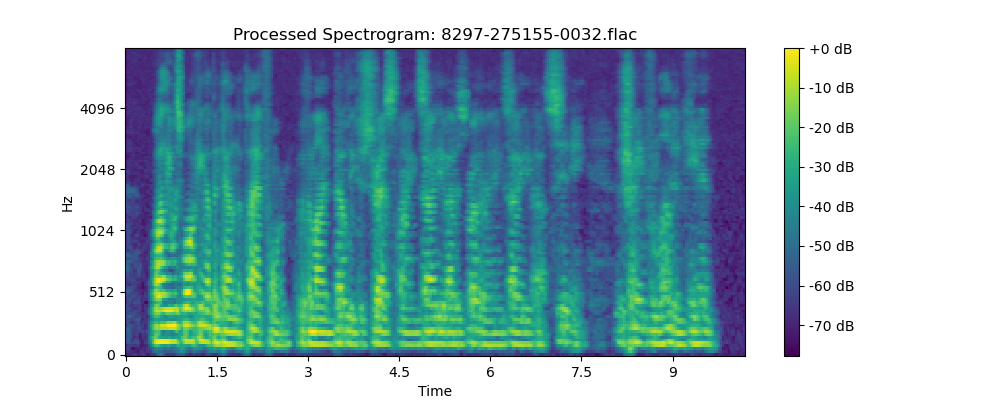 Processed Spectrogram: 8297-275155-0032.flac
Hz
4096
2048
1024
512
0
0 1.5 3 4.5 6 7.5 9
Time
+0 dB
-10 dB
-20 dB
-30 dB
-40 dB
-50 dB
-60 dB
-70 dB